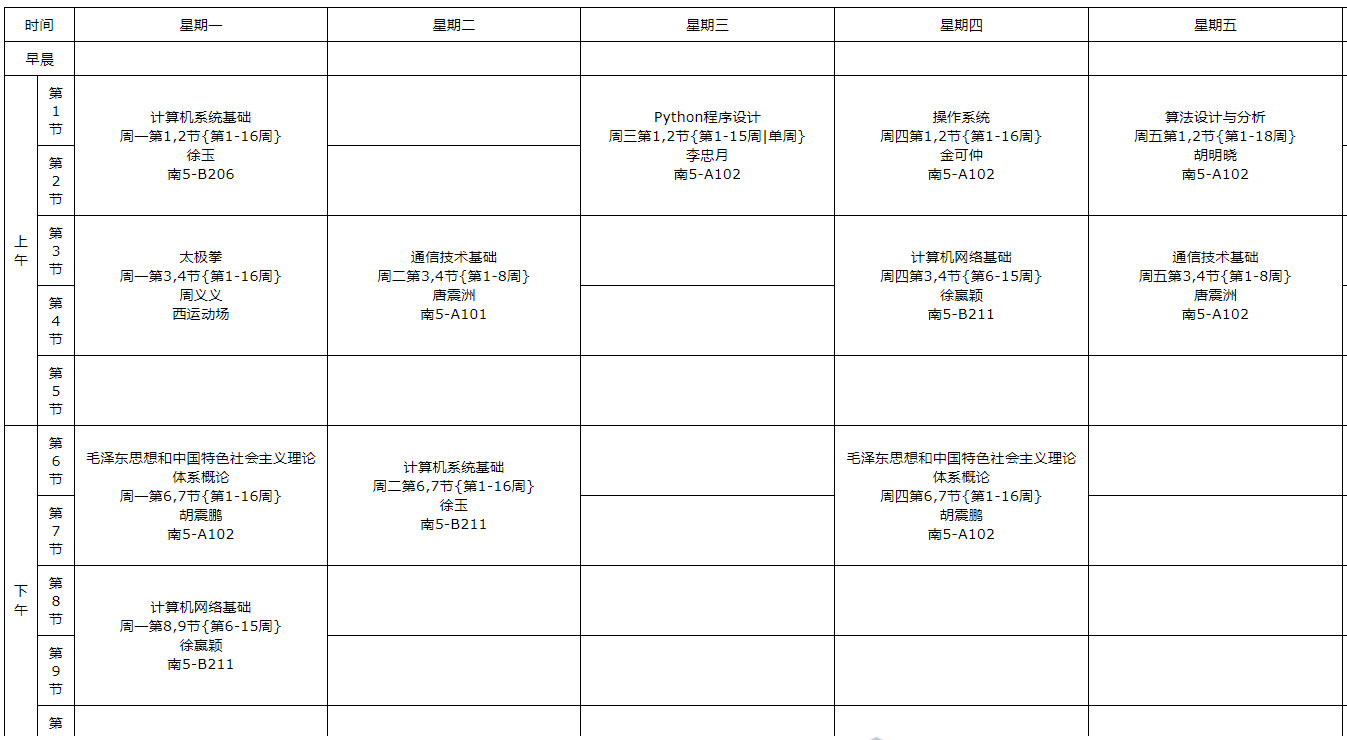 时间
星期一
星期二
星期三
星期四
星期五
早晨
上午
第1节
计算机系统基础
周一第1,2节{第1-16周}
徐玉
南5-B206
Python程序设计
周三第1,2节{第1-15周|单周}
李忠月
南5-A102
操作系统
周四第1,2节{第1-16周}
金可仲
南5-A102
算法设计与分析
周五第1,2节{第1-18周}
胡明晓
南5-A102
第2节
第3节
太极拳
周一第3,4节{第1-16周}
周义义
西运动场
通信技术基础
周二第3,4节{第1-8周}
唐震洲
南5-A101
计算机网络基础
周四第3,4节{第6-15周}
徐嬴颖
南5-B211
通信技术基础
周五第3,4节{第1-8周}
唐震洲
南5-A102
第4节
第5节
下午
第6节
毛泽东思想和中国特色社会主义理论
体系概论
周一第6,7节{第1-16周}
胡震鹏
南5-A102
计算机系统基础
周二第6,7节{第1-16周}
徐玉
南5-B211
毛泽东思想和中国特色社会主义理论
体系概论
周四第6,7节{第1-16周}
胡震鹏
南5-A102
第7节
第8节
计算机网络基础
周一第8,9节{第6-15周}
徐嬴颖
南5-B211
第9节
第